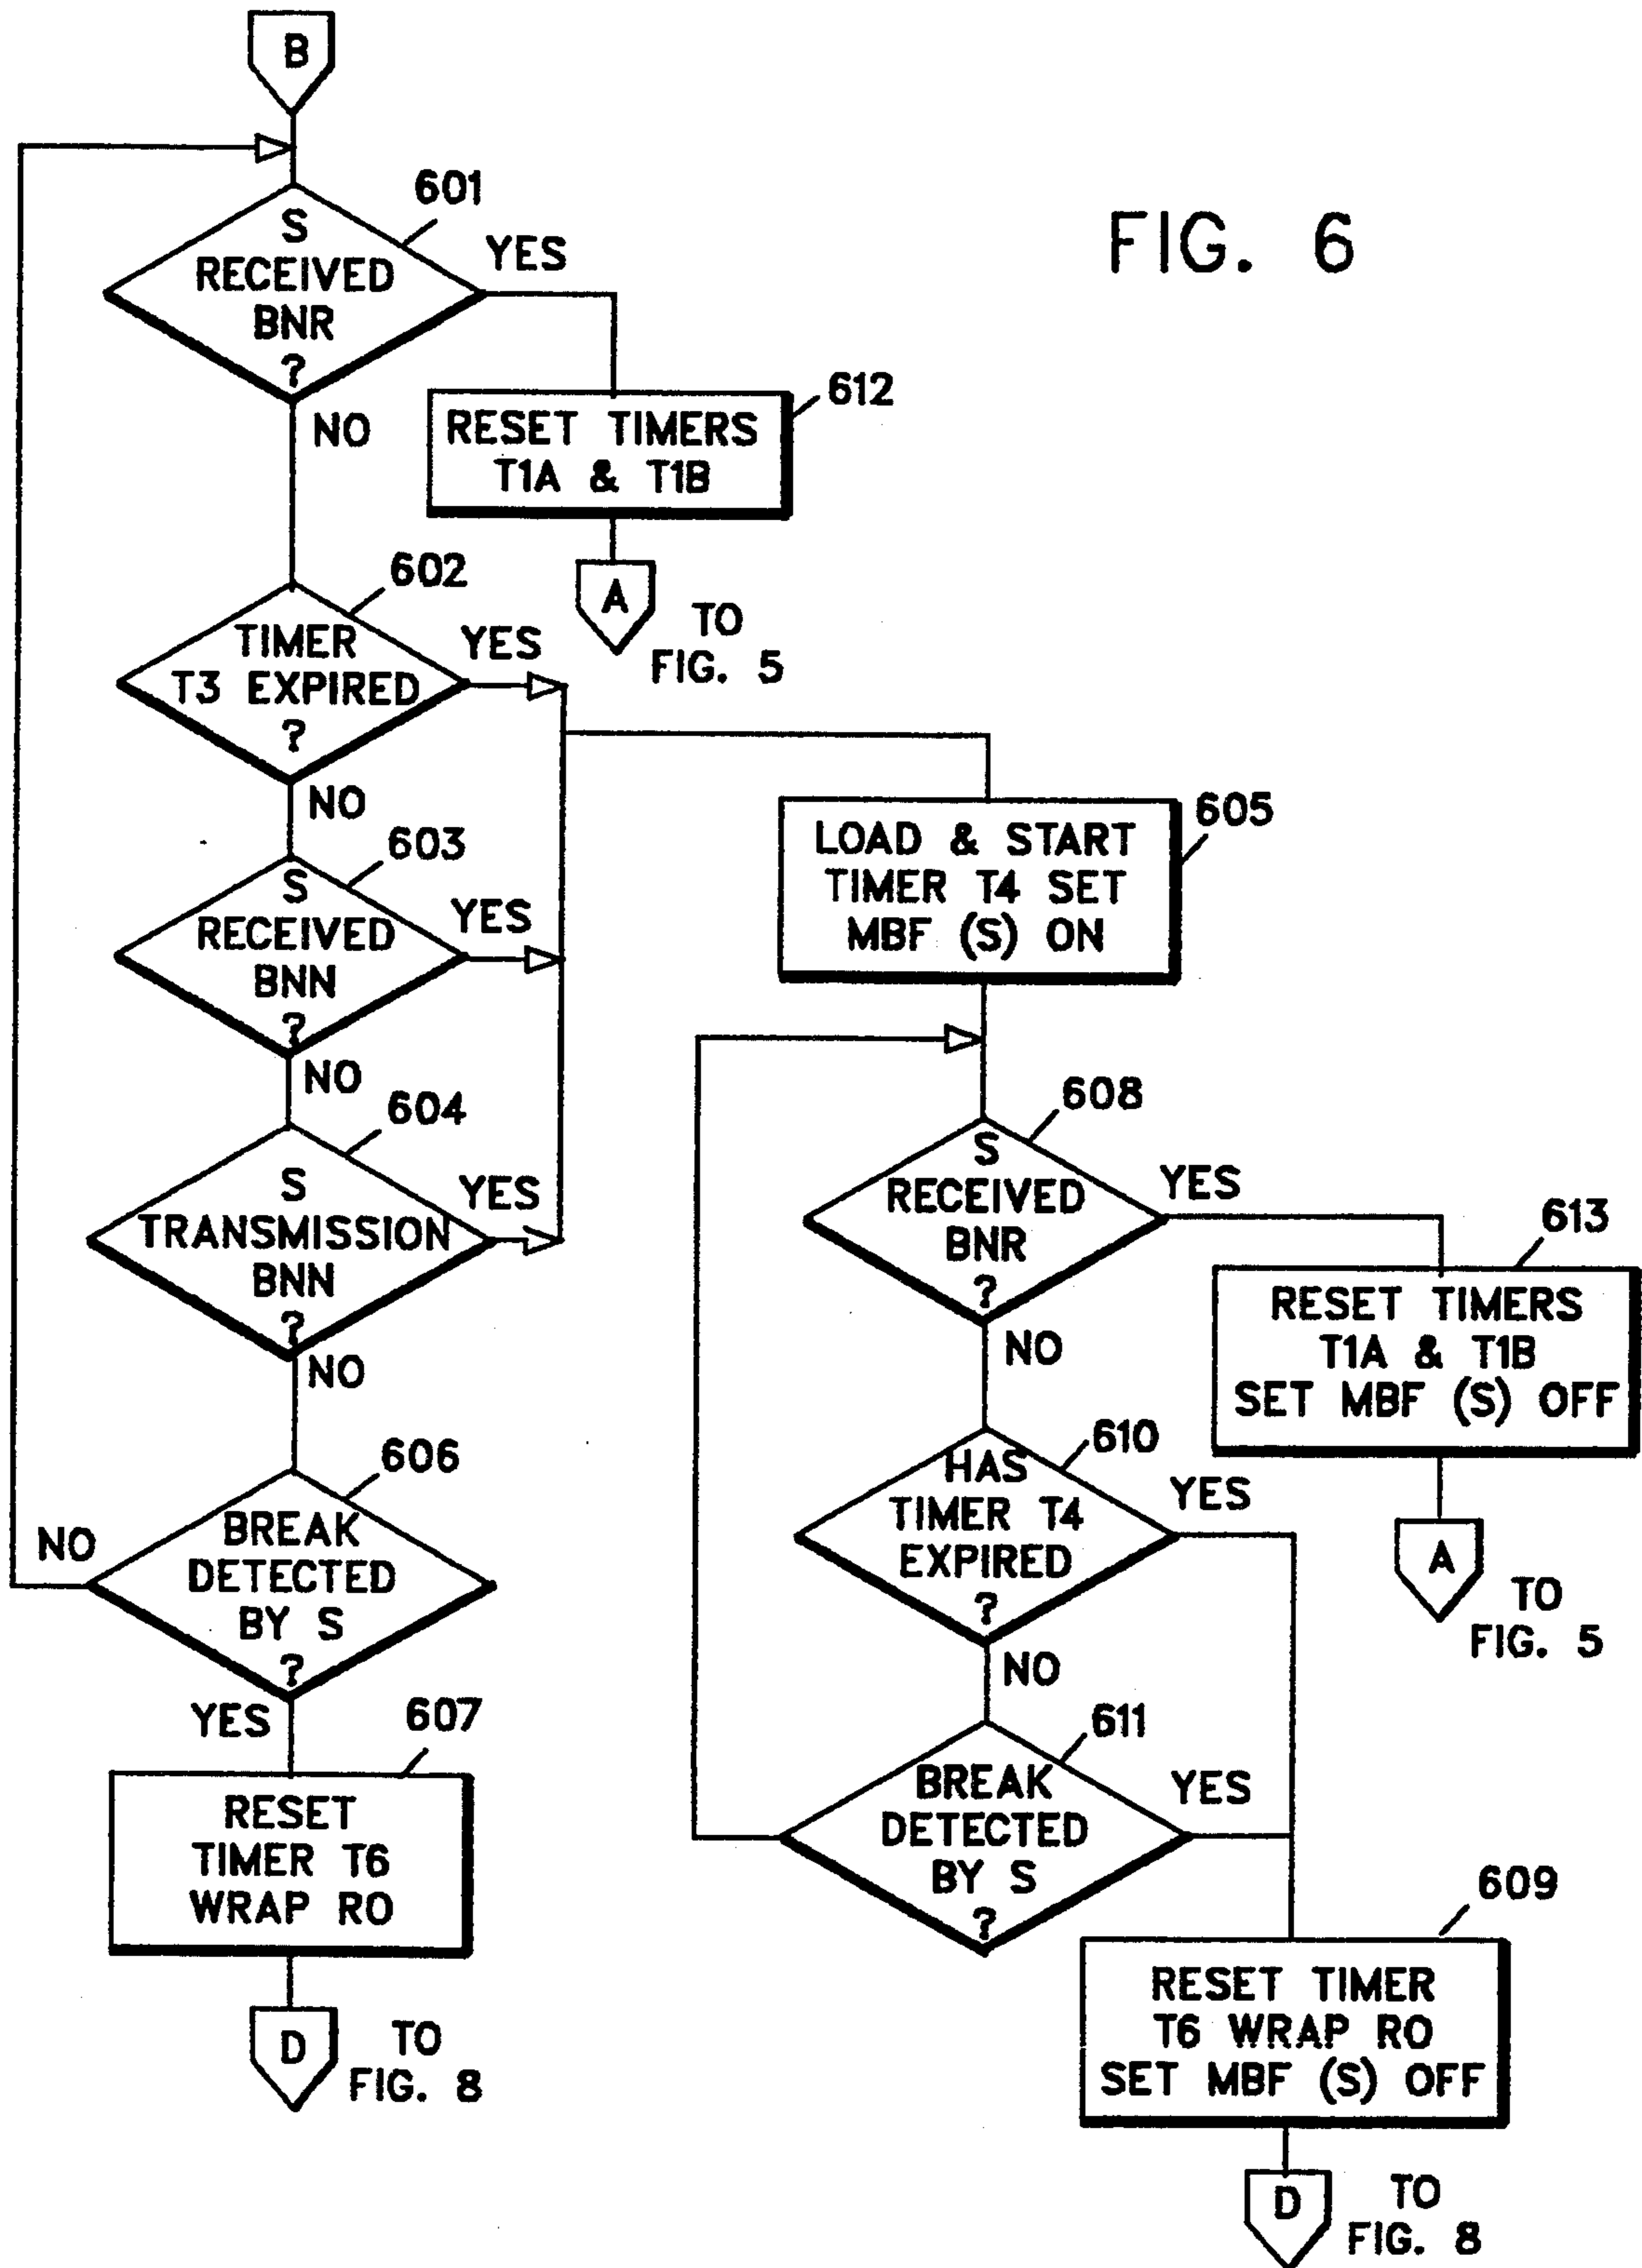 B
FIG. 6
601
S
RECEIVED
BNR
?
YES
NO
612
RESET TIMERS
T1A & T1B
A
TO
FIG. 5
602
TIMER
T3 EXPIRED
?
YES
NO
603
S
RECEIVED
BNN
?
YES
NO
604
S
TRANSMISSION
BNN
?
YES
NO
606
BREAK
DETECTED
BY S
?
NO
YES
607
RESET
TIMER T6
WRAP RO
D
TO
FIG. 8
605
LOAD & START
TIMER T4 SET
MBF (S) ON
608
S
RECEIVED
BNR
?
YES
NO
613
RESET TIMERS
T1A & T1B
SET MBF (S) OFF
A
TO
FIG. 5
610
HAS
TIMER T4
EXPIRED
?
YES
NO
611
BREAK
DETECTED
BY S
?
YES
609
RESET TIMER
T6 WRAP RO
SET MBF (S) OFF
D
TO
FIG. 8